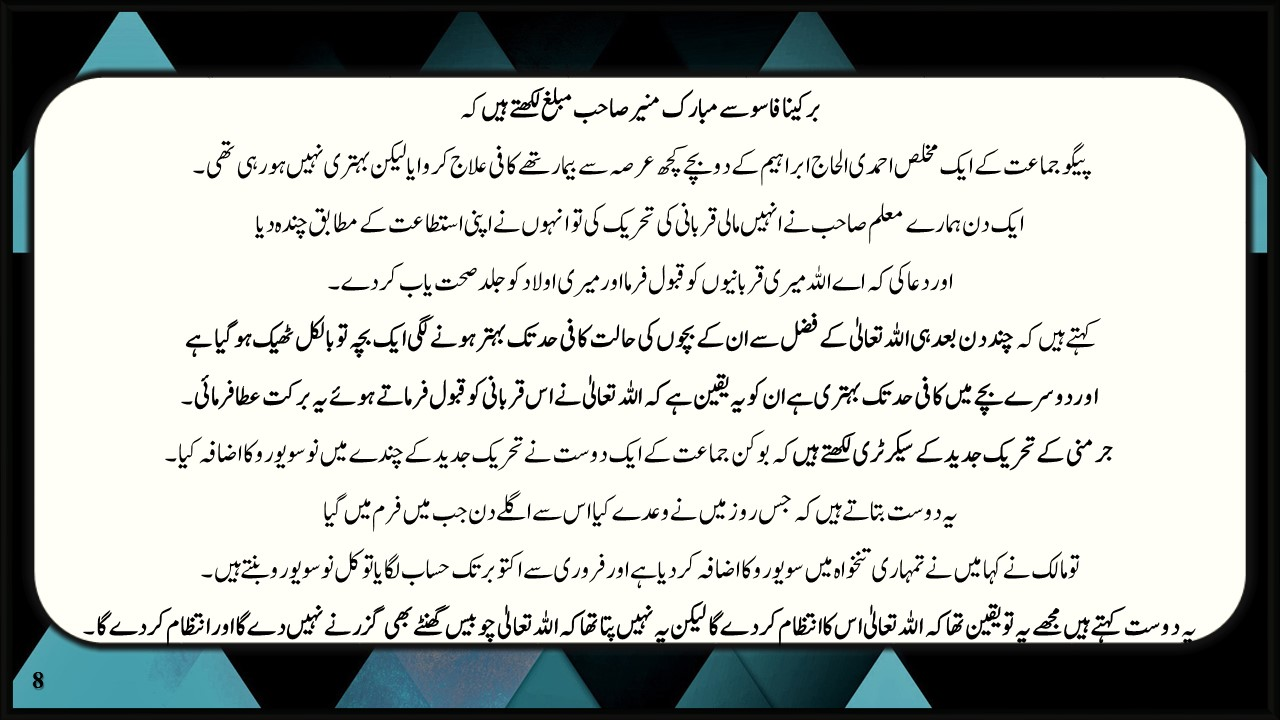 برکینا فاسو سے مبارک منیر صاحب مبلغ لکھتے ہیں کہ
پیگو جماعت کے ایک مخلص احمدی الحاج ابراہیم کے دو بچے کچھ عرصہ سے بیمار تھے کافی علاج کروایا لیکن بہتری نہیں ہو رہی تھی۔
ایک دن ہمارے معلم صاحب نے انہیں مالی قربانی کی تحریک کی تو انہوں نے اپنی استطاعت کے مطابق چندہ دیا
اور دعا کی کہ اے اللہ میری قربانیوں کو قبول فرما اور میری اولاد کو جلد صحت یاب کر دے۔
کہتے ہیں کہ چند دن بعد ہی اللہ تعالیٰ کے فضل سے ان کے بچوں کی حالت کافی حد تک بہتر ہونے لگی ایک بچہ تو بالکل ٹھیک ہو گیا ہے
اور دوسرے بچے میں کافی حد تک بہتری ہے ان کو یہ یقین ہے کہ اللہ تعالیٰ نے اس قربانی کو قبول فرماتے ہوئے یہ برکت عطا فرمائی۔
جرمنی کے تحریک جدید کے سیکرٹری لکھتے ہیں کہ بوکن جماعت کے ایک دوست نے تحریک جدید کے چندے میں نو سو یورو کا اضافہ کیا۔
یہ دوست بتاتے ہیں کہ جس روز میں نے وعدے کیا اس سے اگلے دن جب میں فرم میں گیا
تو مالک نے کہا میں نے تمہاری تنخواہ میں سو یورو کا اضافہ کر دیا ہے اور فروری سے اکتوبر تک حساب لگایا تو کل نو سو یورو بنتے ہیں۔
یہ دوست کہتے ہیں مجھے یہ تو یقین تھا کہ اللہ تعالیٰ اس کا انتظام کر دے گا لیکن یہ نہیں پتا تھا کہ اللہ تعالیٰ چوبیس گھنٹے بھی گزرنے نہیں دے گا اور انتظام کر دے گا۔
8